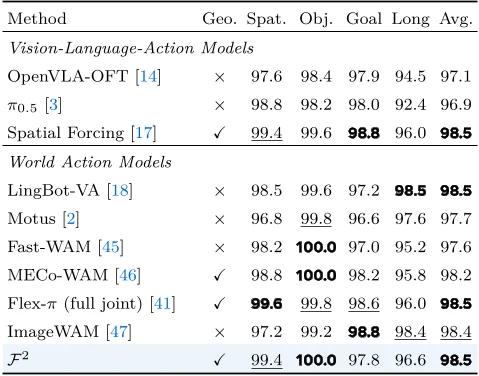 Method Geo. Spat. Obj. Goal Long Avg.
Vision-Language-Action Models
OpenVLA-OFT [14] × 97.6 98.4 97.9 94.5 97.1
π0.5 [3] × 98.8 98.2 98.0 92.4 96.9
Spatial Forcing [17] ✓ 99.4 99.6 98.8 96.0 98.5
World Action Models
LingBot-VA [18] × 98.5 99.6 97.2 98.5 98.5
Motus [2] × 96.8 99.8 96.6 97.6 97.7
Fast-WAM [45] × 98.2 100.0 97.0 95.2 97.6
MECo-WAM [46] ✓ 98.8 100.0 98.2 95.8 98.2
Flex-π (full joint) [41] ✓ 99.6 99.8 98.6 96.0 98.5
ImageWAM [47] × 97.2 99.2 98.8 98.4 98.4
F² ✓ 99.4 100.0 97.8 96.6 98.5